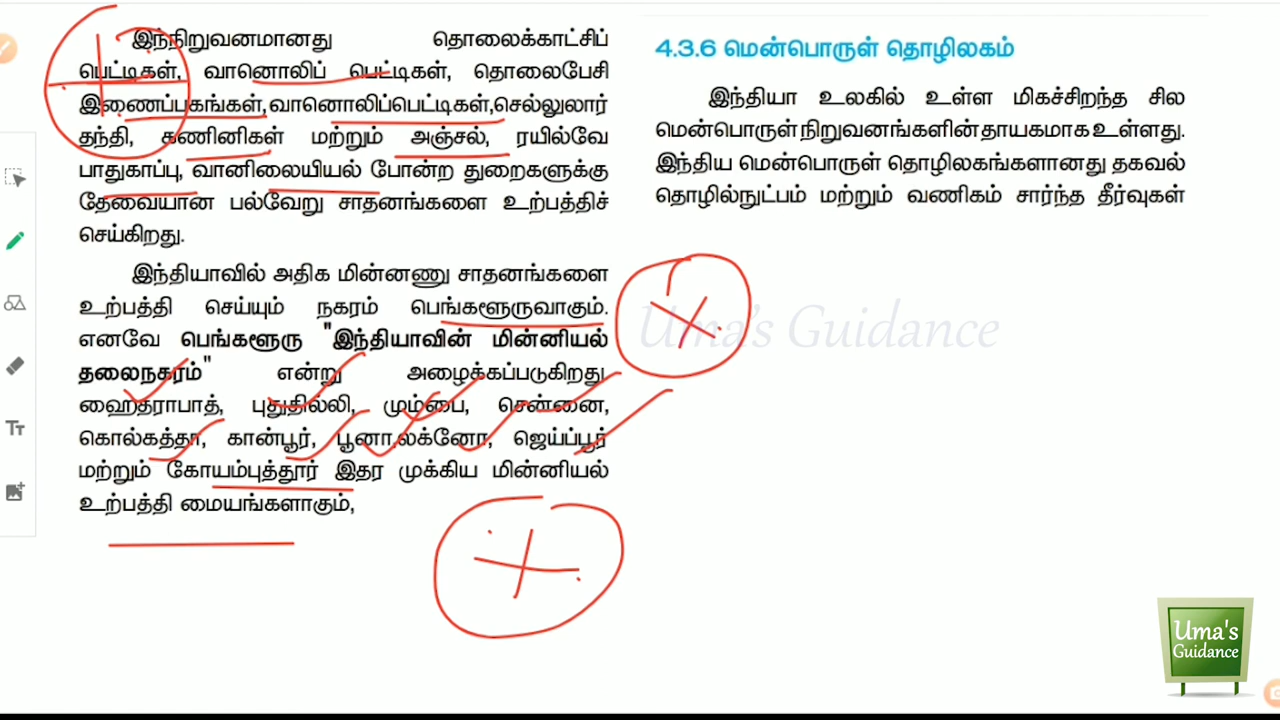 இந்நிறுவனமானது தொலைக்காட்சிப்
பெட்டிகள், வானொலிப் பெட்டிகள், தொலைபேசி
இணைப்பகங்கள்,வானொலிப்பெட்டிகள்,செல்லுலார்
தந்தி, கணினிகள் மற்றும் அஞ்சல், ரயில்வே
பாதுகாப்பு, வானிலையியல் போன்ற துறைகளுக்கு
தேவையான பல்வேறு சாதனங்களை உற்பத்திச்
செய்கிறது.
இந்தியாவில் அதிக மின்னணு சாதனங்களை
உற்பத்தி செய்யும் நகரம் பெங்களூருவாகும்.
எனவே பெங்களூரு "இந்தியாவின் மின்னியல்
தலைநகரம்" என்று அழைக்கப்படுகிறது.
ஹைதராபாத், புதுதில்லி, மும்பை, சென்னை,
கொல்கத்தா, கான்பூர், பூனா,லக்னோ, ஜெய்ப்பூர்
மற்றும் கோயம்புத்தூர் இதர முக்கிய மின்னியல்
உற்பத்தி மையங்களாகும்,
4.3.6 மென்பொருள் தொழிலகம்
இந்தியா உலகில் உள்ள மிகச்சிறந்த சில
மென்பொருள் நிறுவனங்களின் தாயகமாக உள்ளது.
இந்திய மென்பொருள் தொழிலகங்களானது தகவல்
தொழில்நுட்பம் மற்றும் வணிகம் சார்ந்த தீர்வுகள்
Uma's Guidance
Uma's
Guidance
Tт